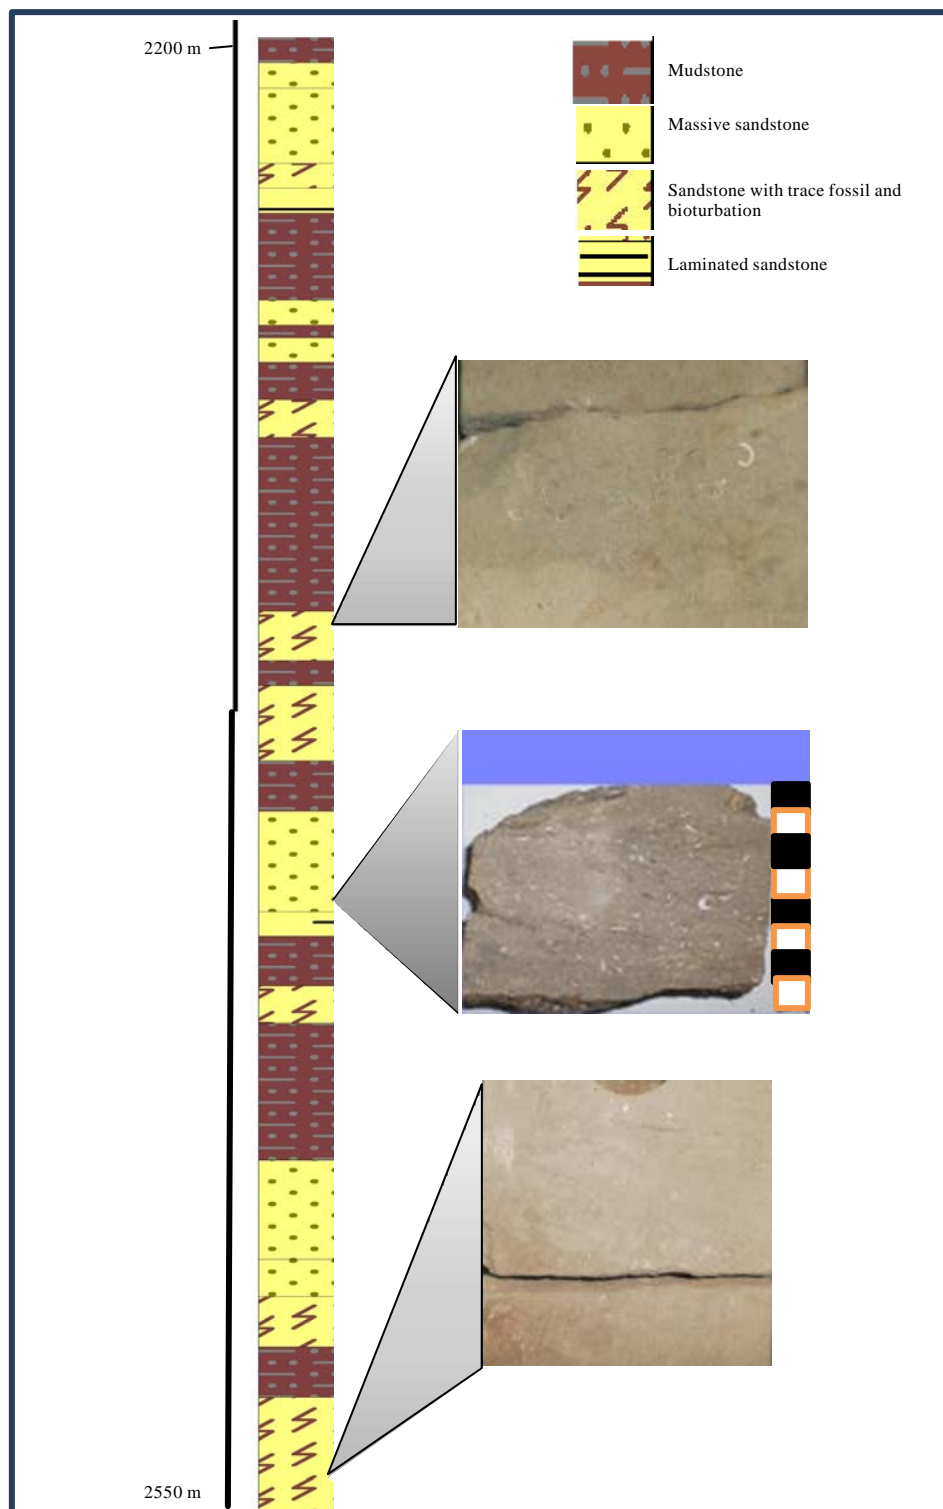 2200 m
Mudstone
Massive sandstone
Sandstone with trace fossil and
bioturbation
Laminated sandstone
2550 m